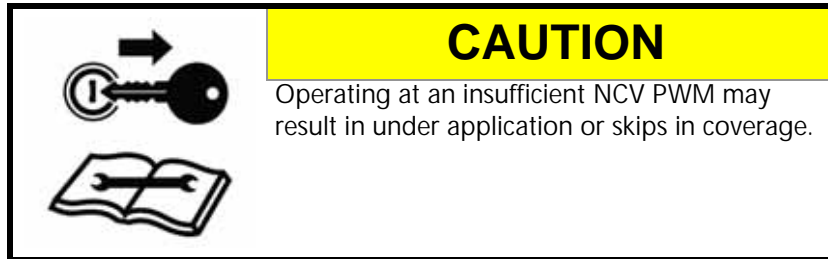 CAUTION
Operating at an insufficient NCV PWM may
result in under application or skips in coverage.